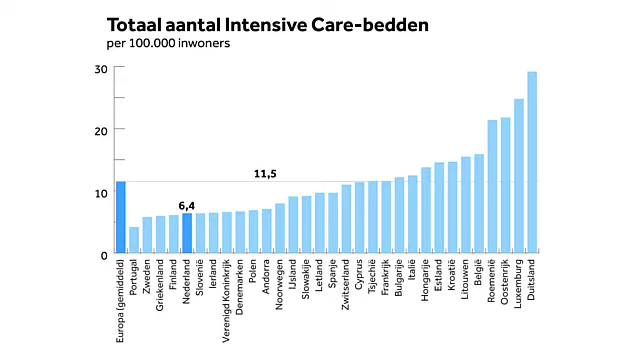 Totaal aantal Intensive Care-bedden
per 100.000 inwoners
30
20
10
0
11,5
6,4
Europa (gemiddeld)
Portugal
Zweden
Griekenland
Finland
Nederland
Slovenië
Ierland
Verenigd Koninkrijk
Denemarken
Polen
Andorra
Noorwegen
IJsland
Slowakije
Letland
Spanje
Zwitserland
Cyprus
Tsjechië
Frankrijk
Bulgarije
Italië
Hongarije
Estland
Kroatië
Litouwen
België
Roemenië
Oostenrijk
Luxemburg
Duitsland